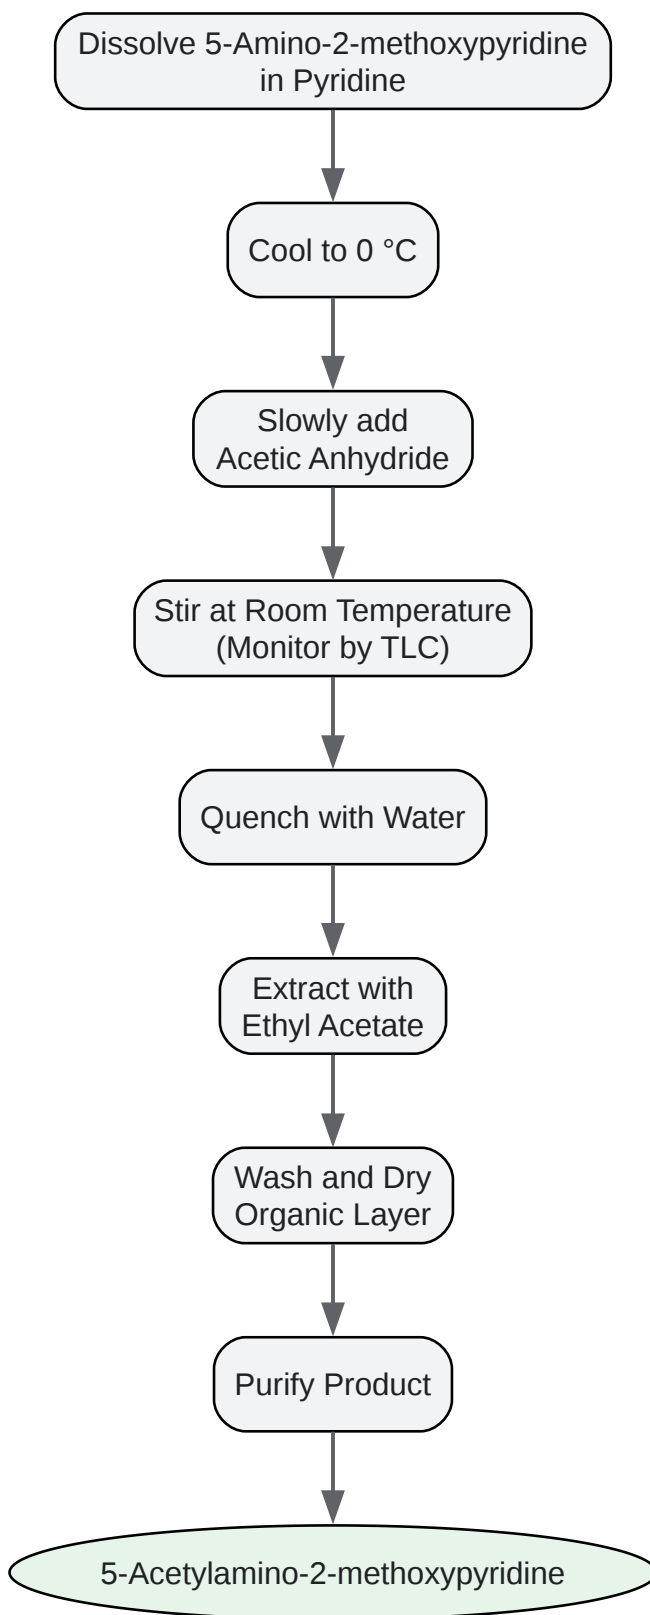 Dissolve 5-Amino-2-methoxypyridine
in Pyridine
Cool to 0 °C
Slowly add
Acetic Anhydride
Stir at Room Temperature
(Monitor by TLC)
Quench with Water
Extract with
Ethyl Acetate
Wash and Dry
Organic Layer
Purify Product
5-Acetylamino-2-methoxypyridine